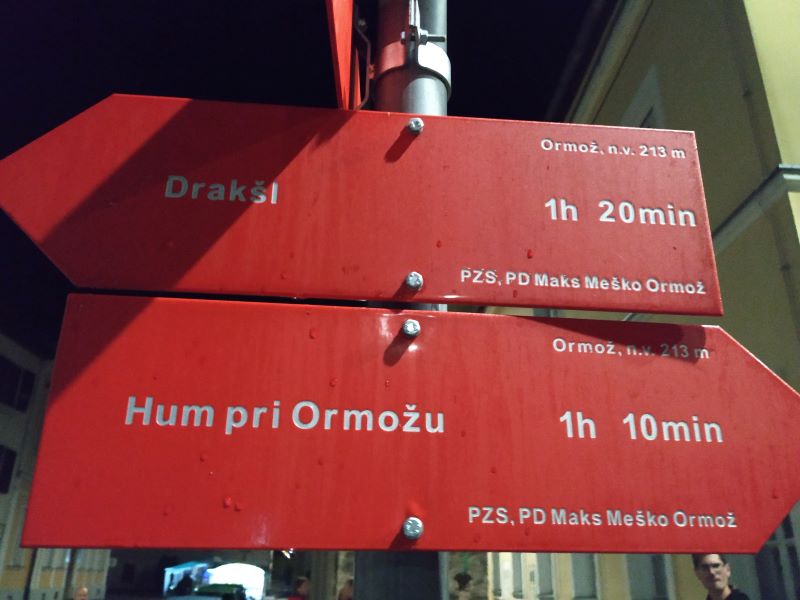 Ormož, n.v. 213 m
Drakšl
1h 20min
PZS, PD Maks Meško Ormož
Ormož, n.v. 213 m
Hum pri Ormožu
1h 10min
PZS, PD Maks Meško Ormož